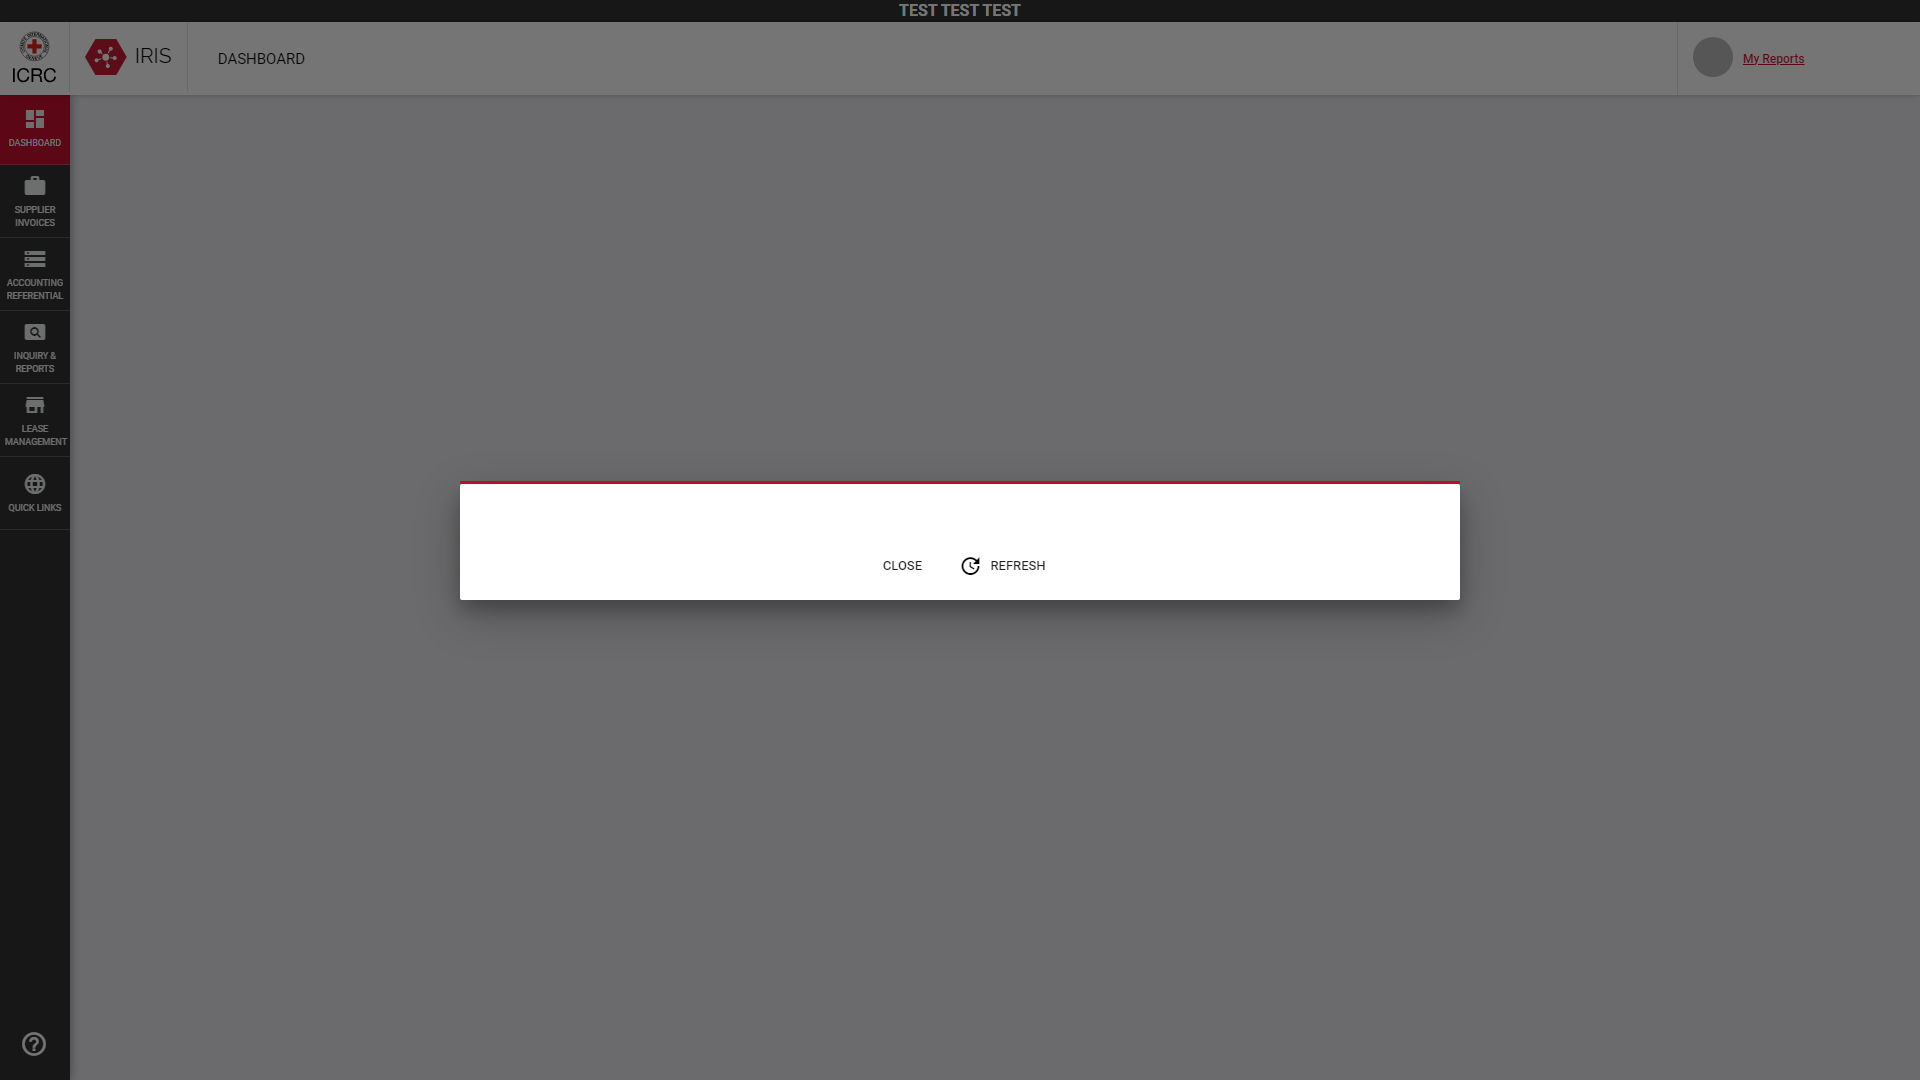 TEST TEST TEST
ICRC
IRIS
DASHBOARD
My Reports
DASHBOARD
SUPPLIER
INVOICES
ACCOUNTING
REFERENTIAL
INQUIRY &
REPORTS
LEASE
MANAGEMENT
QUICK LINKS
CLOSE
REFRESH